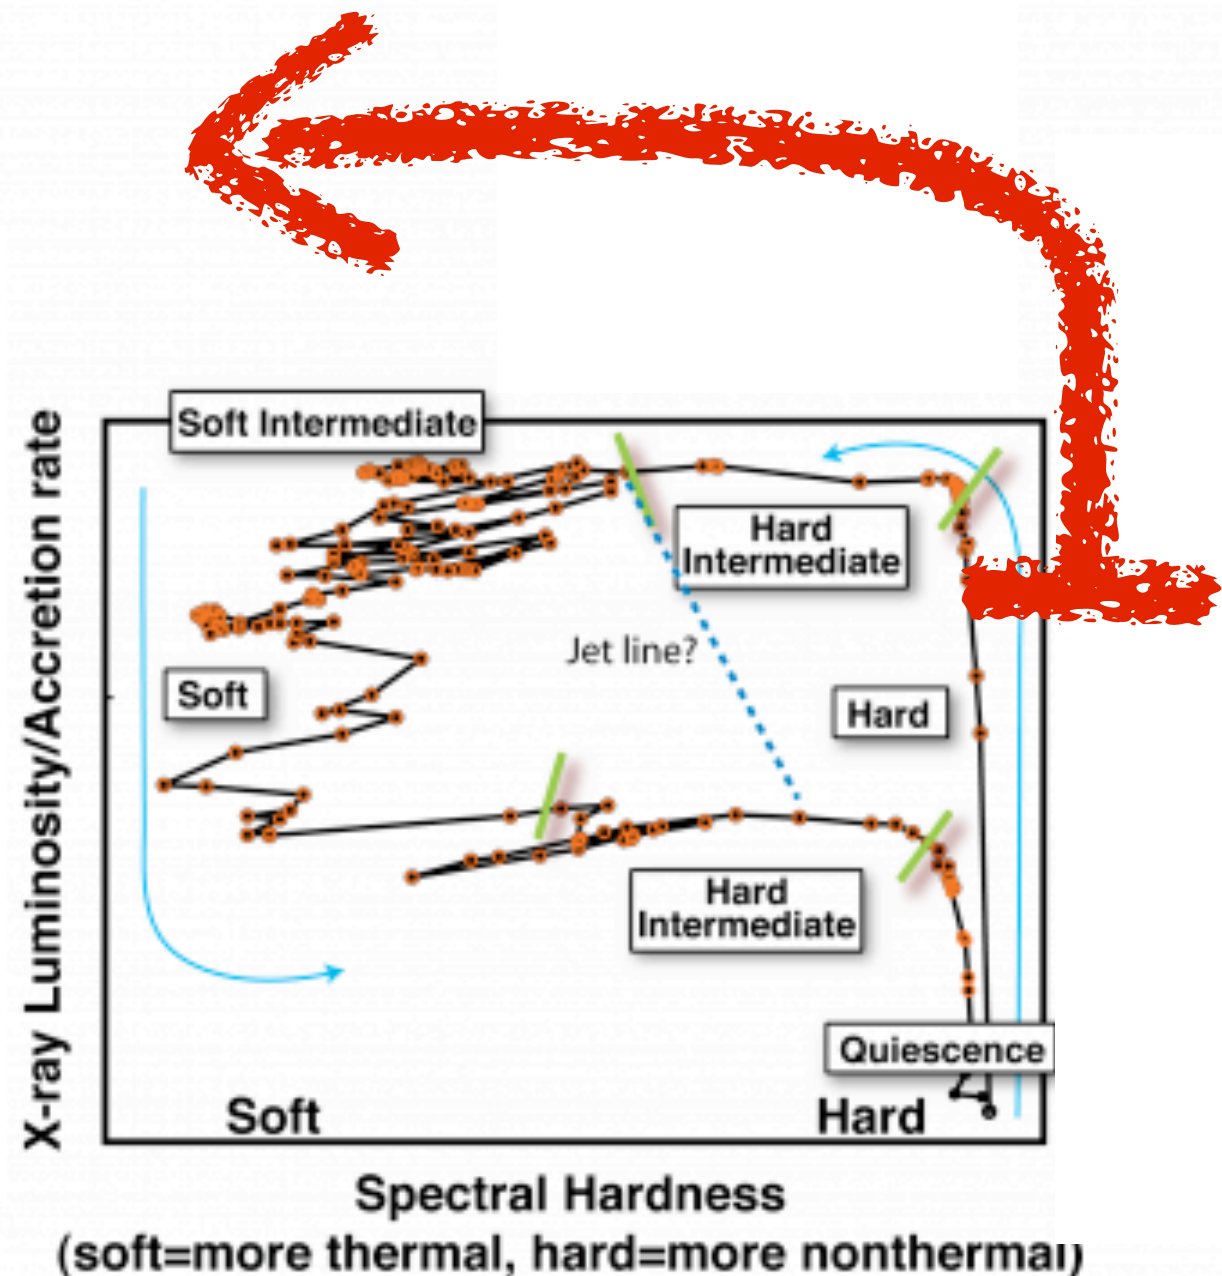 Soft Intermediate
Hard
Intermediate
Jet line?
Soft
Hard
Hard
Intermediate
Quiescence
Soft
Hard
X-ray Luminosity/Accretion rate
Spectral Hardness
(soft=more thermal, hard=more nonthermal)